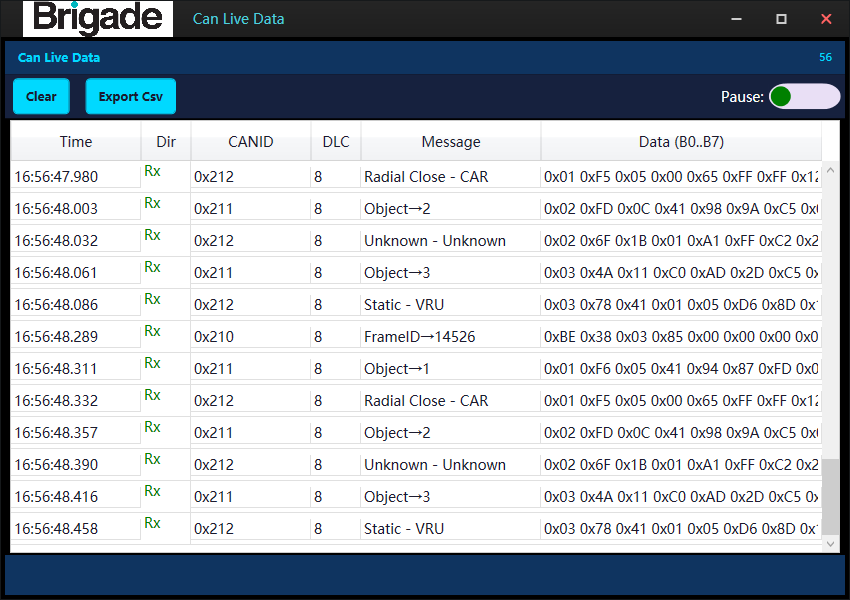 Brigade Can Live Data
Can Live Data 56
Clear Export Csv Pause:
Time Dir CANID DLC Message Data (B0..B7)
16:56:47.980 Rx 0x212 8 Radial Close - CAR 0x01 0xF5 0x05 0x00 0x65 0xFF 0xFF 0x12
16:56:48.003 Rx 0x211 8 Object→2 0x02 0xFD 0x0C 0x41 0x98 0x9A 0xC5
16:56:48.032 Rx 0x212 8 Unknown - Unknown 0x02 0x6F 0x1B 0x01 0xA1 0xFF 0xC2 0x2
16:56:48.061 Rx 0x211 8 Object→3 0x03 0x4A 0x11 0xC0 0xAD 0x2D 0xC5
16:56:48.086 Rx 0x212 8 Static - VRU 0x03 0x78 0x41 0x01 0x05 0xD6 0x8D
16:56:48.289 Rx 0x210 8 FrameID→14526 0xBE 0x38 0x03 0x85 0x00 0x00 0x00 0x0
16:56:48.311 Rx 0x211 8 Object→1 0x01 0xF6 0x05 0x41 0x94 0x87 0xFD 0x0
16:56:48.332 Rx 0x212 8 Radial Close - CAR 0x01 0xF5 0x05 0x00 0x65 0xFF 0xFF 0x12
16:56:48.357 Rx 0x211 8 Object→2 0x02 0xFD 0x0C 0x41 0x98 0x9A 0xC5
16:56:48.390 Rx 0x212 8 Unknown - Unknown 0x02 0x6F 0x1B 0x01 0xA1 0xFF 0xC2 0x2
16:56:48.416 Rx 0x211 8 Object→3 0x03 0x4A 0x11 0xC0 0xAD 0x2D 0xC5
16:56:48.458 Rx 0x212 8 Static - VRU 0x03 0x78 0x41 0x01 0x05 0xD6 0x8D